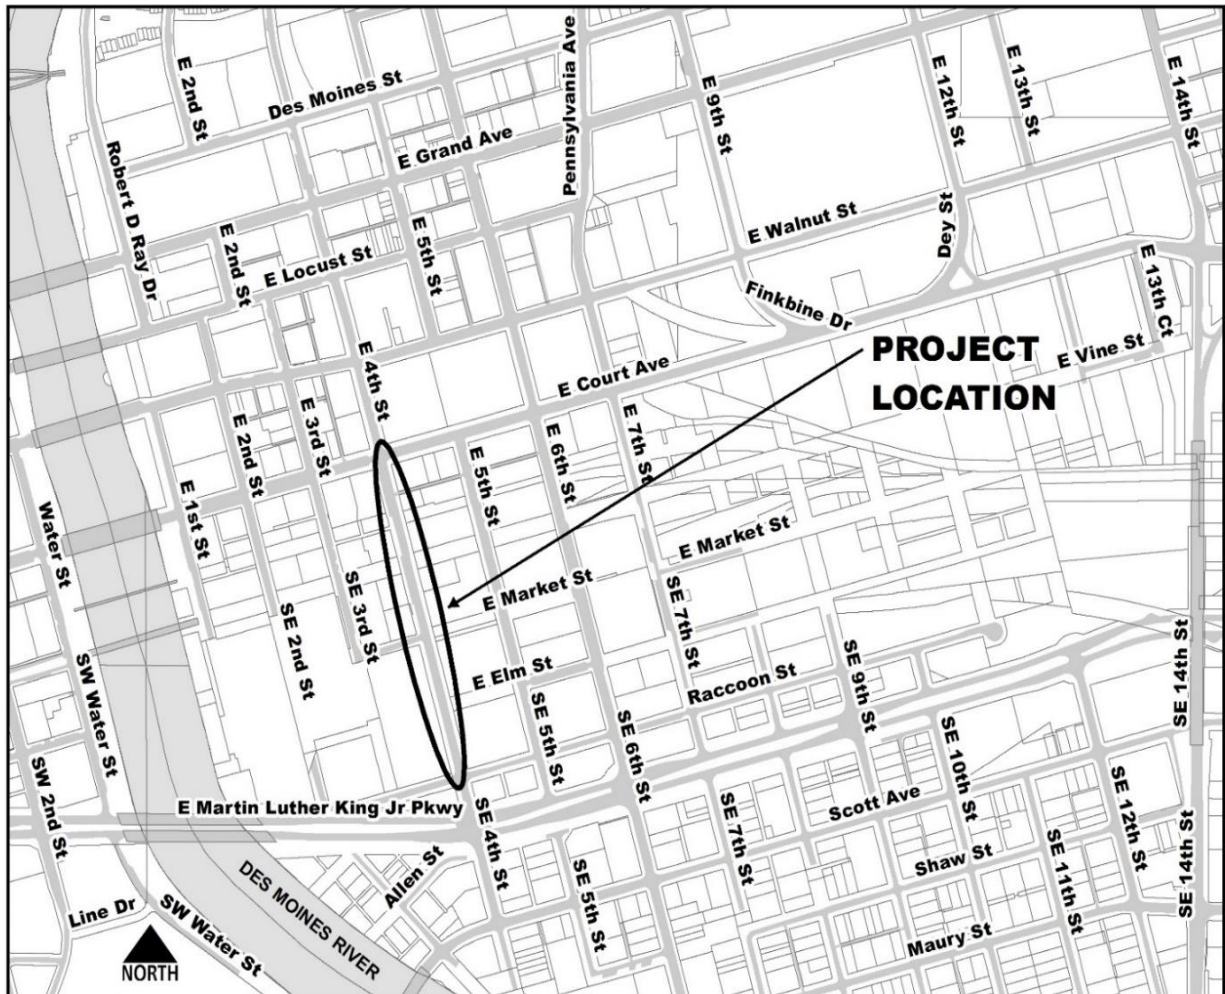 E 2nd St
Des Moines St
Pennsylvania Ave
E 9th St
E 12th St
E 13th St
E 14th St
Robert D Ray Dr
E Grand Ave
E 2nd St
E Locust St
E 5th St
E Walnut St
Dey St
Finkbine Dr
E 13th Ct
E Vine St
E 4th St
PROJECT
LOCATION
E Court Ave
E 2nd St
E 3rd St
E 7th St
E 6th St
E 5th St
E 1st St
Water St
E Market St
E Market St
SE 3rd St
SE 2nd St
SE 7th St
E Elm St
Raccoon St
SE 9th St
SE 14th St
SW Water St
SE 5th St
SE 6th St
SE 10th St
SW 2nd St
E Martin Luther King Jr Pkwy
SE 4th St
Scott Ave
SE 12th St
SE 7th St
Shaw St
SE 11th St
SE 14th St
Allen St
SE 5th St
DES MOINES RIVER
Line Dr
SW Water St
Maury St
NORTH